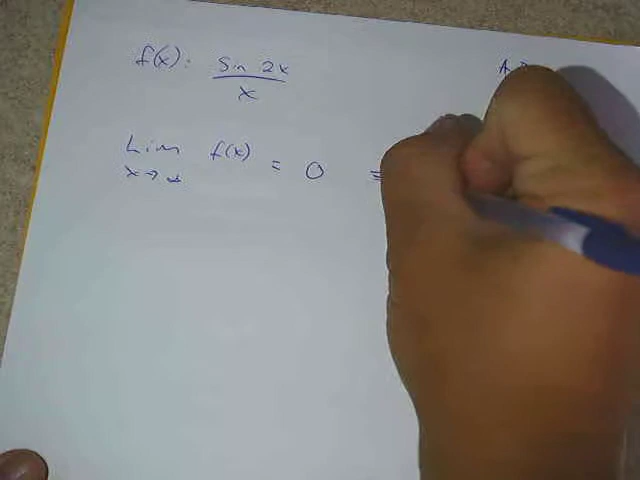 f(x): sin 2x
x
Lim f(x) = 0 =
x→∞
A